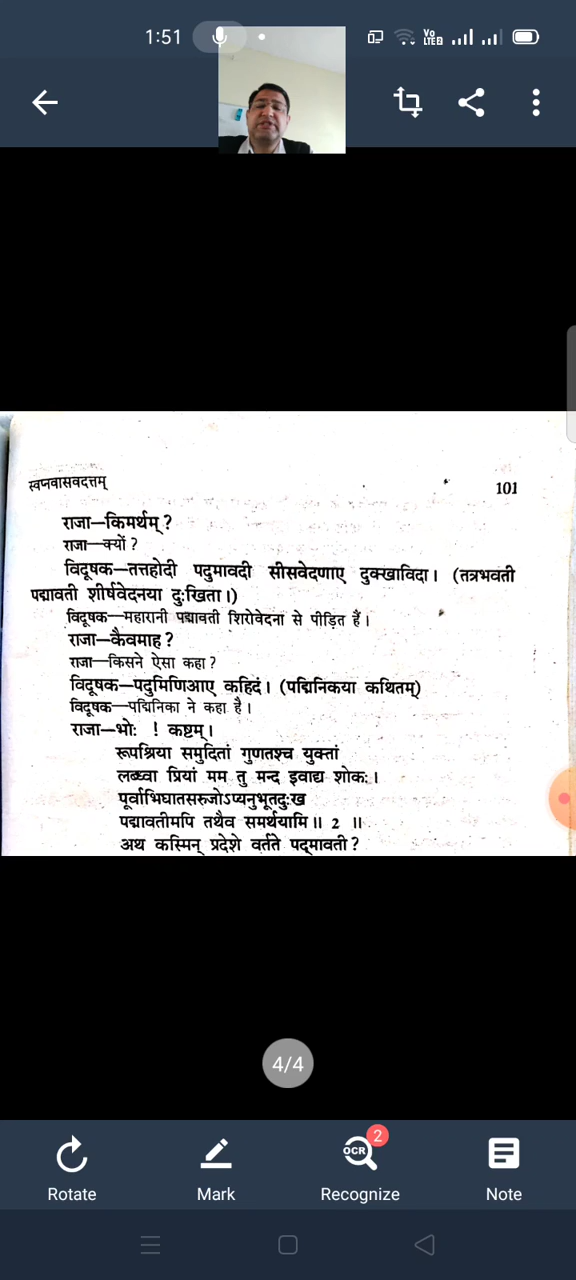 1:51
Vo
LTE2
स्वप्नवासवदत्तम्
101
राजा—किमर्थम् ?
राजा—क्यों ?
विदूषक—तत्तहोदी पदुमावदी सीसवेदणाए दुक्खाविदा। (तत्रभवती
पद्मावती शीर्षवेदनया दुःखिता।)
विदूषक—महारानी पद्मावती शिरोवेदना से पीड़ित हैं।
राजा—कैवमाह ?
राजा—किसने ऐसा कहा ?
विदूषक—पदुमिणिआए कहिदं। (पद्मिनिकया कथितम्)
विदूषक—पद्मिनिका ने कहा है।
राजा—भोः ! कष्टम्।
रूपश्रिया समुदितां गुणतश्च युक्तां
लब्ध्वा प्रियां मम तु मन्द इवाद्य शोकः।
पूर्वाभिघातसरुजोऽप्यनुभूतदुःख
पद्मावतीमपि तथैव समर्थयामि॥ 2 ॥
अथ कस्मिन् प्रदेशे वर्तते पद्मावती ?
4/4
2
OCR
Rotate
Mark
Recognize
Note